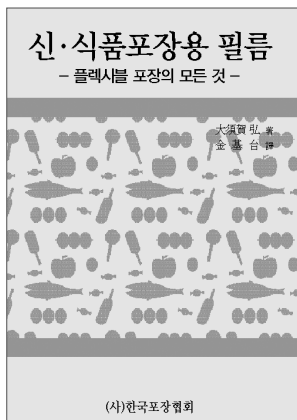 신·식품포장용 필름
– 플렉시블 포장의 모든 것 –
大須賀 弘 著
金 基 台 譯
(사)한국포장협회